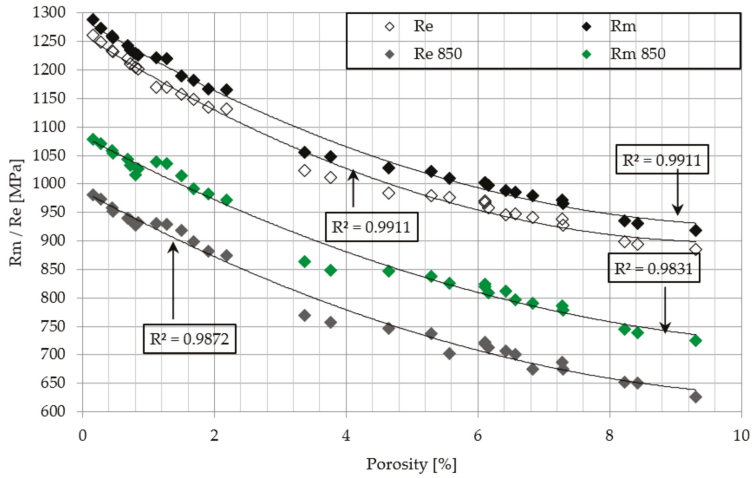 1300
1250
1200
1150
1100
1050
1000
950
900
850
800
750
700
650
600
Rm / Re [MPa]
Re
Rm
Re 850
Rm 850
R² = 0.9911
R² = 0.9911
R² = 0.9831
R² = 0.9872
0 2 4 6 8 10
Porosity [%]